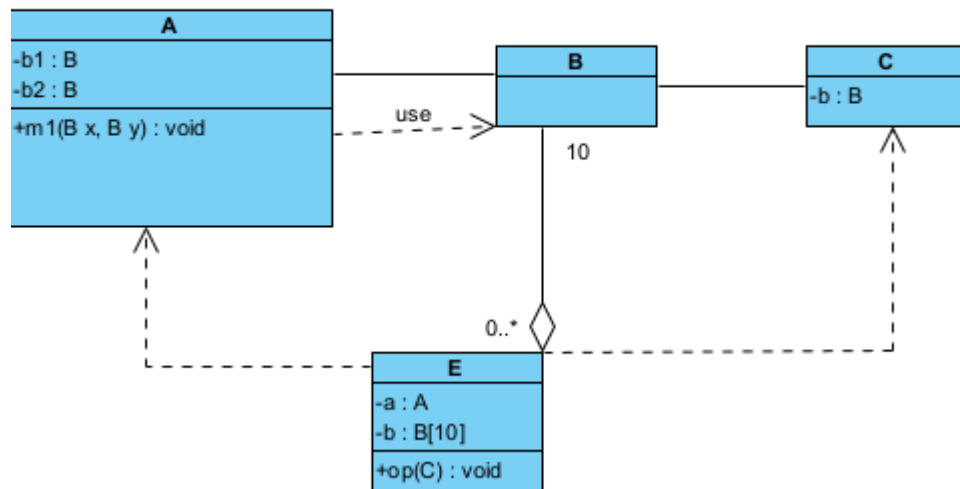 A
-b1 : B
-b2 : B
+m1(B x, B y) : void
use
B
10
C
-b : B
0..*
E
-a : A
-b : B[10]
+op(C) : void